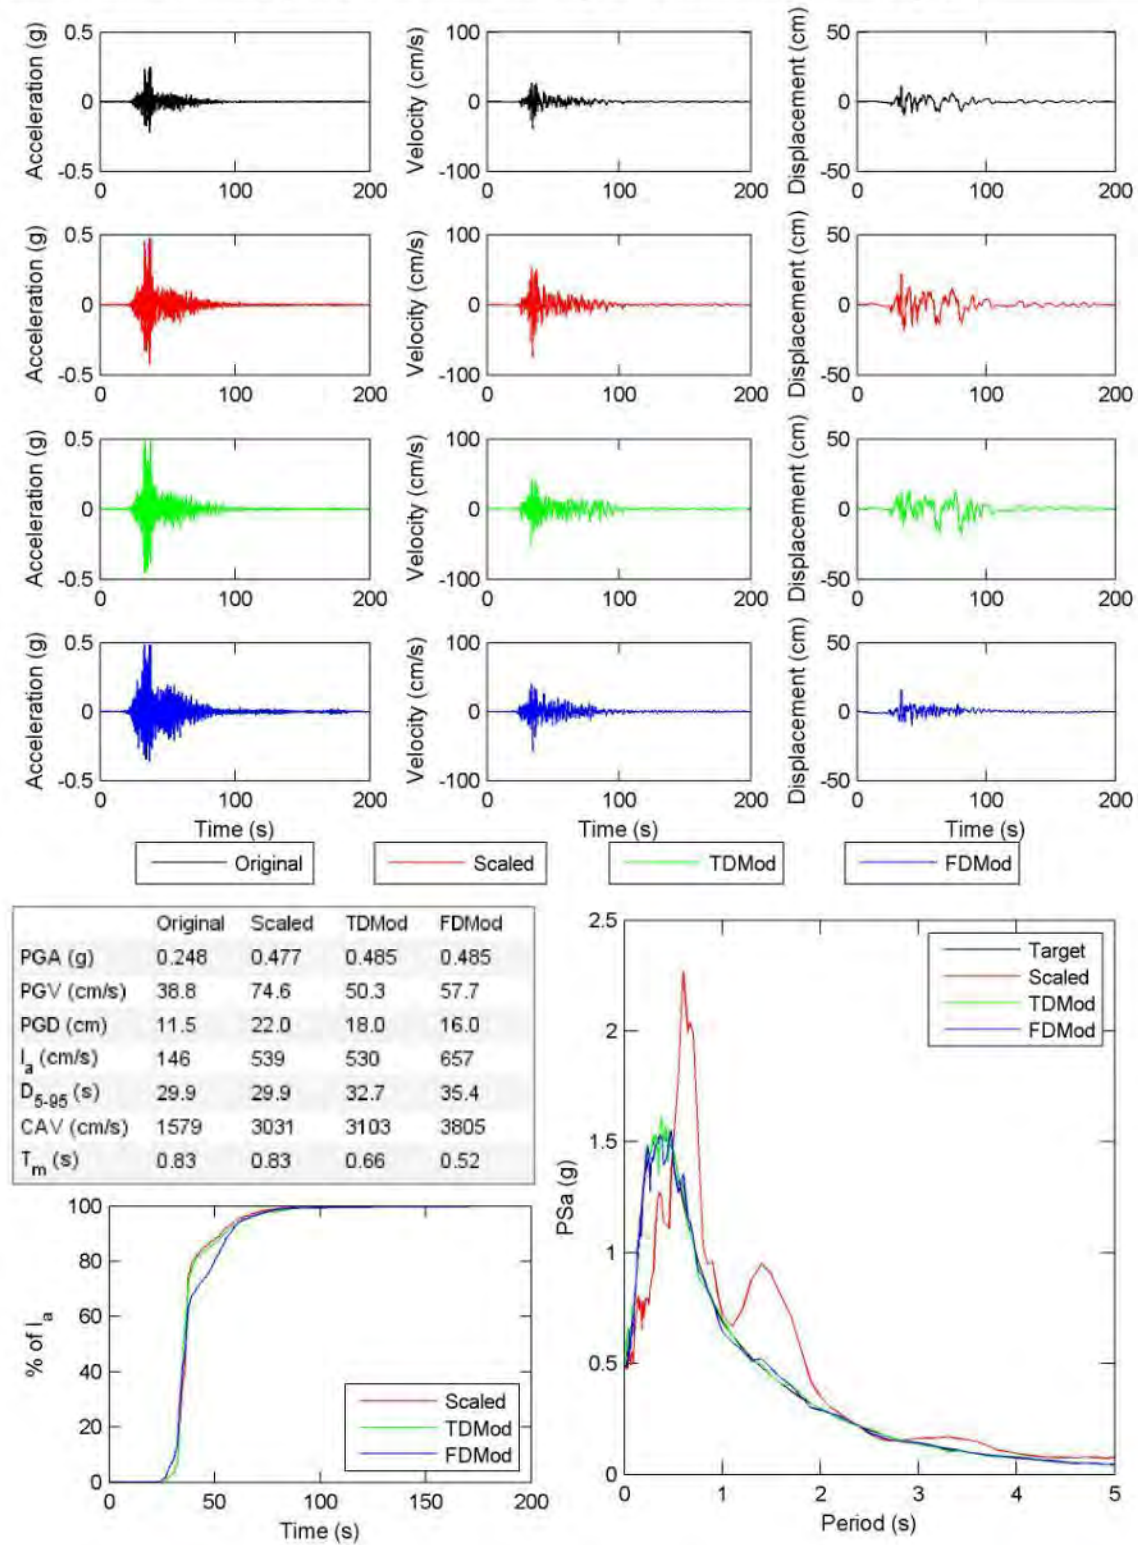 0.5 100 50
Acceleration (g) Velocity (cm/s) Displacement (cm)
0 0 0
-0.5 -100 -50
0 100 200 0 100 200 0 100 200
0.5 100 50
Acceleration (g) Velocity (cm/s) Displacement (cm)
0 0 0
-0.5 -100 -50
0 100 200 0 100 200 0 100 200
0.5 100 50
Acceleration (g) Velocity (cm/s) Displacement (cm)
0 0 0
-0.5 -100 -50
0 100 200 0 100 200 0 100 200
0.5 100 50
Acceleration (g) Velocity (cm/s) Displacement (cm)
0 0 0
-0.5 -100 -50
0 100 200 0 100 200 0 100 200
Time (s) Time (s) Time (s)
Original Scaled TDMod FDMod
Original Scaled TDMod FDMod
PGA (g) 0.248 0.477 0.485 0.485
PGV (cm/s) 38.8 74.6 50.3 57.7
PGD (cm) 11.5 22.0 18.0 16.0
Ia (cm/s) 146 539 530 657
D5-95 (s) 29.9 29.9 32.7 35.4
CAV (cm/s) 1579 3031 3103 3805
Tm (s) 0.83 0.83 0.66 0.52
100
80
60
40
20
0
% of Ia
Scaled
TDMod
FDMod
0 50 100 150 200
Time (s)
2.5
2
1.5
1
0.5
0
PSa (g)
Target
Scaled
TDMod
FDMod
0 1 2 3 4 5
Period (s)